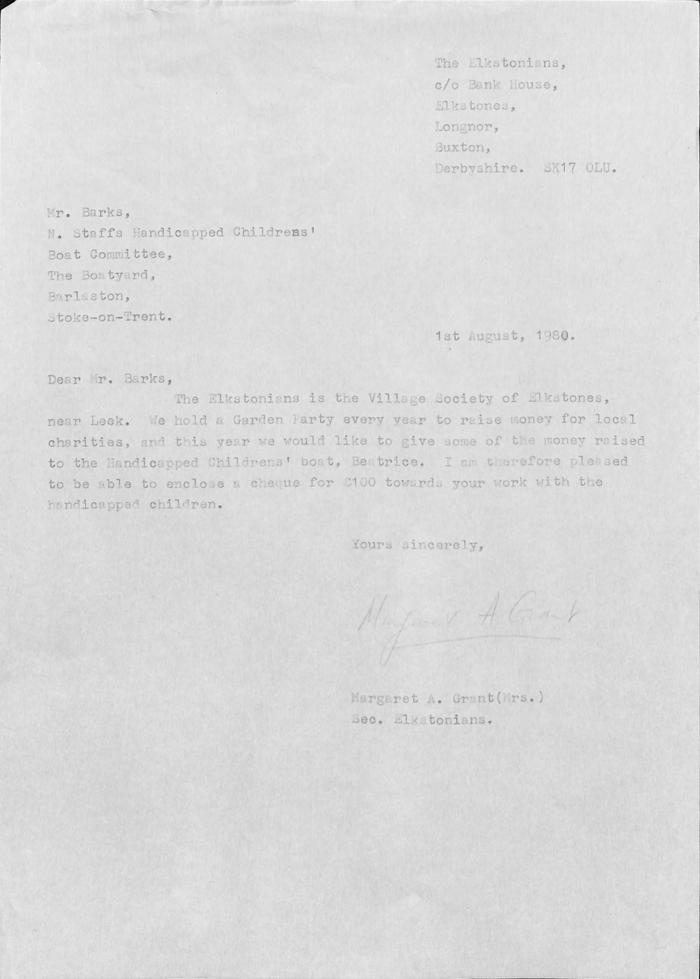 The Elkstonians,
c/o Bank House,
Elkstones,
Longnor,
Buxton,
Derbyshire. SK17 OLU.
Mr. Barks,
N. Staffs Handicapped Childrens'
Boat Committee,
The Boatyard,
Barlaston,
Stoke-on-Trent.
1st August, 1980.
Dear Mr. Barks,
The Elkstonians is the Village Society of Elkstones,
near Leek. We hold a Garden Party every year to raise money for local
charities, and this year we would like to give some of the money raised
to the Handicapped Childrens' boat, Beatrice. I am therefore pleased
to be able to enclose a cheque for £100 towards your work with the
handicapped children.
Yours sincerely,
Margaret A Grant
Margaret A. Grant(Mrs.)
Sec. Elkstonians.